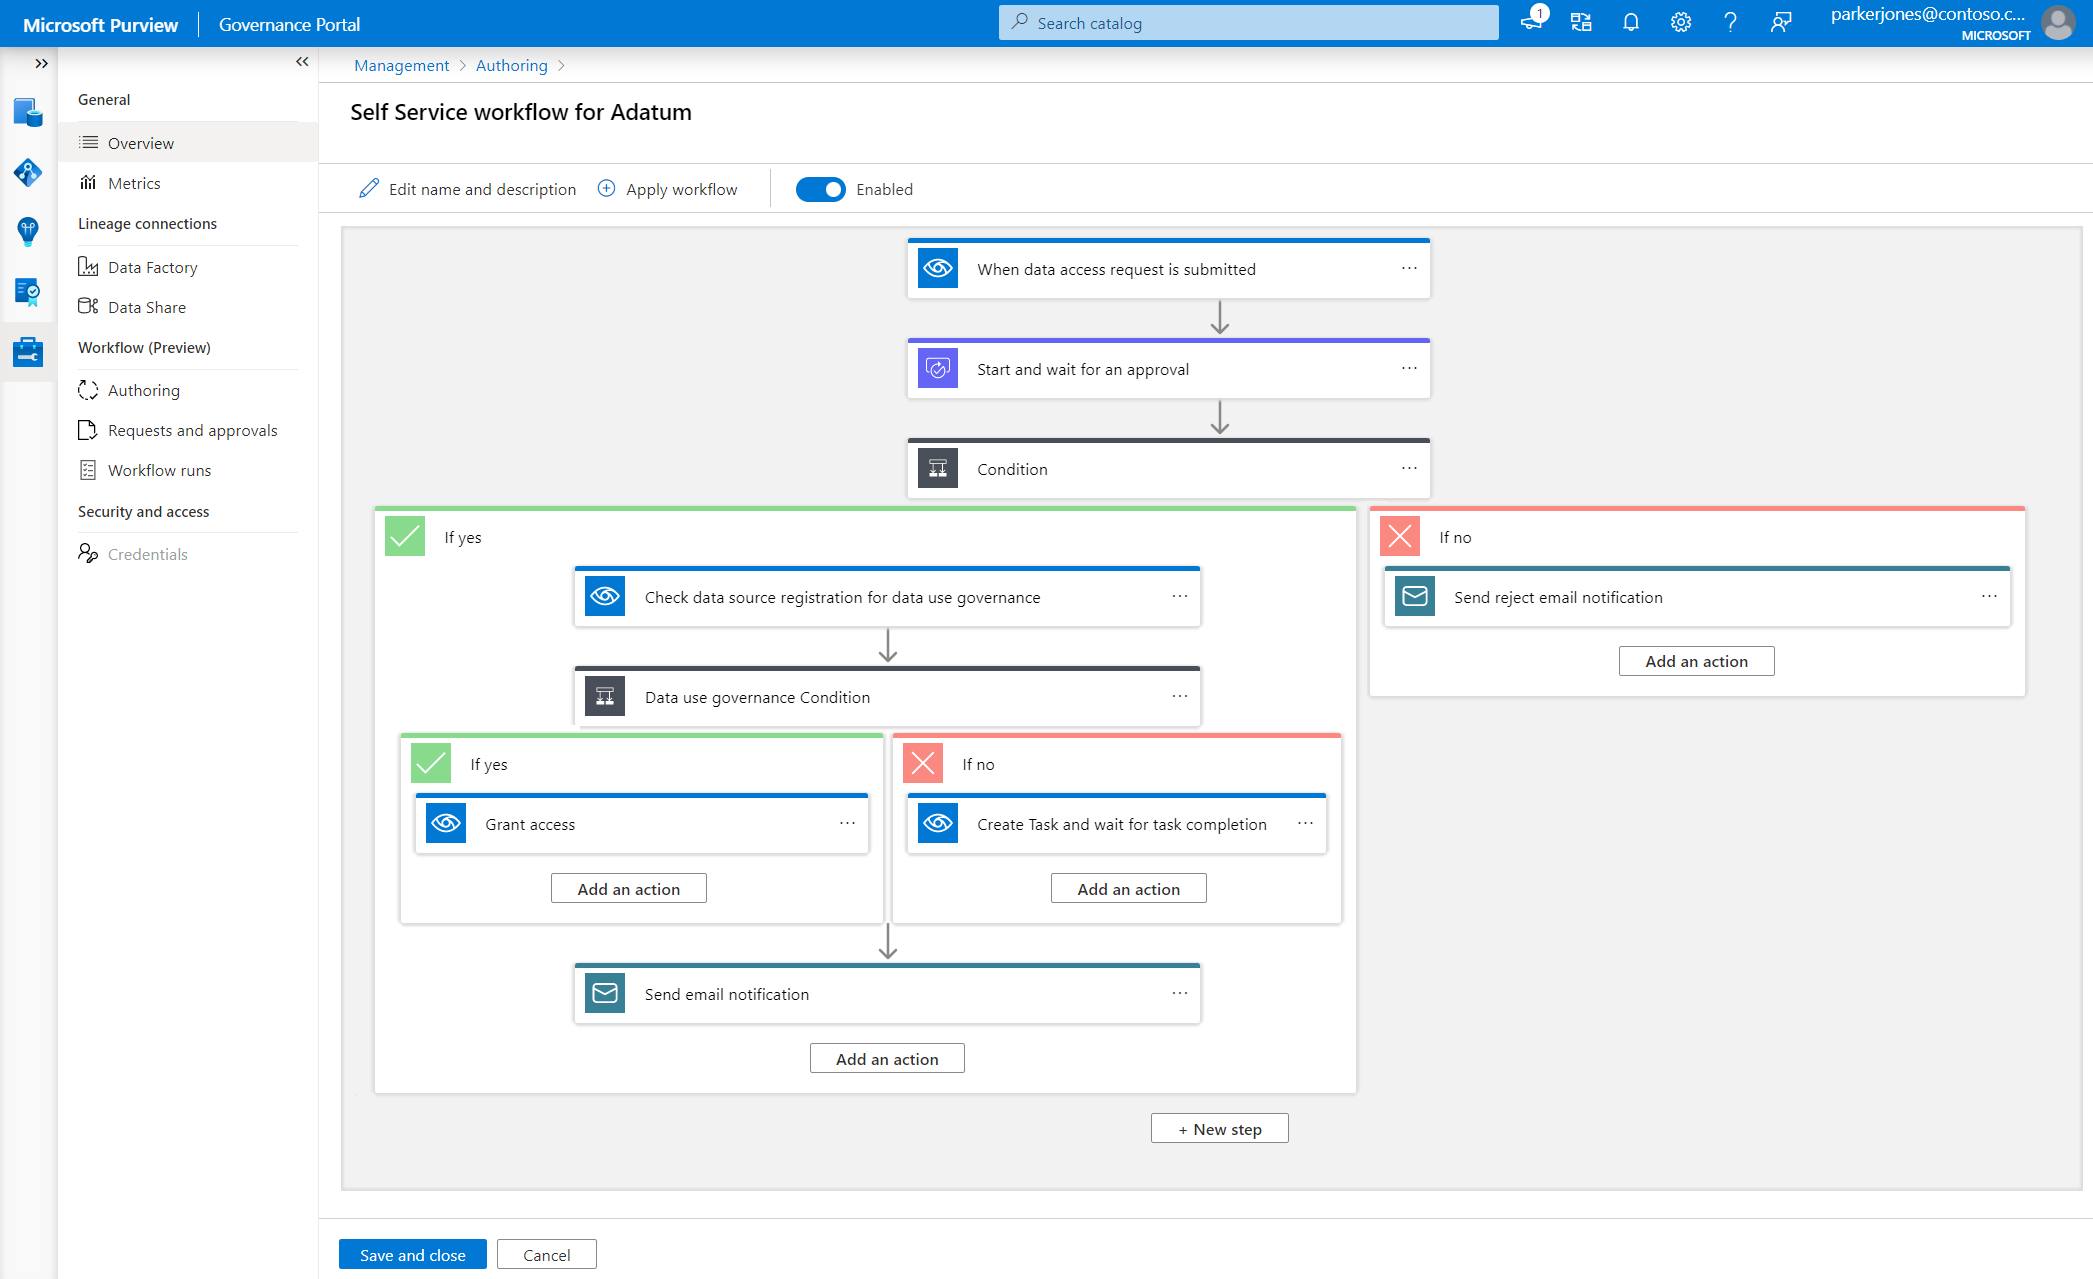 Microsoft Purview
Governance Portal
Search catalog
1
parkerjones@contoso.c...
MICROSOFT
General
Overview
Metrics
Lineage connections
Data Factory
Data Share
Workflow (Preview)
Authoring
Requests and approvals
Workflow runs
Security and access
Credentials
Management > Authoring >
Self Service workflow for Adatum
Edit name and description
Apply workflow
Enabled
When data access request is submitted
Start and wait for an approval
Condition
If yes
Check data source registration for data use governance
Data use governance Condition
If yes
Grant access
Add an action
If no
Create Task and wait for task completion
Add an action
Send email notification
Add an action
If no
Send reject email notification
Add an action
+ New step
Save and close
Cancel